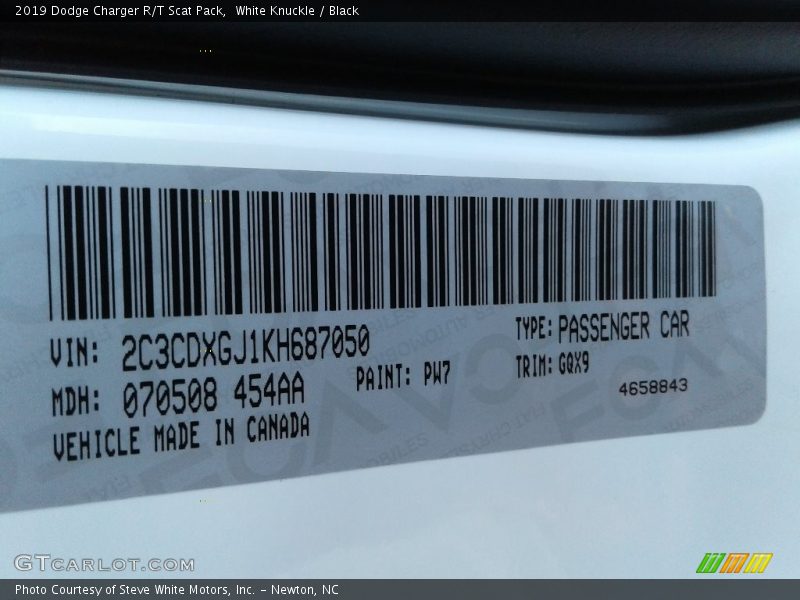 2019 Dodge Charger R/T Scat Pack,  White Knuckle / Black
VIN: 2C3CDXGJ1KH687050
TYPE: PASSENGER CAR
MDH: 070508 454AA
PAINT: PW7
TRIM: GQX9
4658843
VEHICLE MADE IN CANADA
GTCARLOT.COM
Photo Courtesy of Steve White Motors, Inc. – Newton, NC